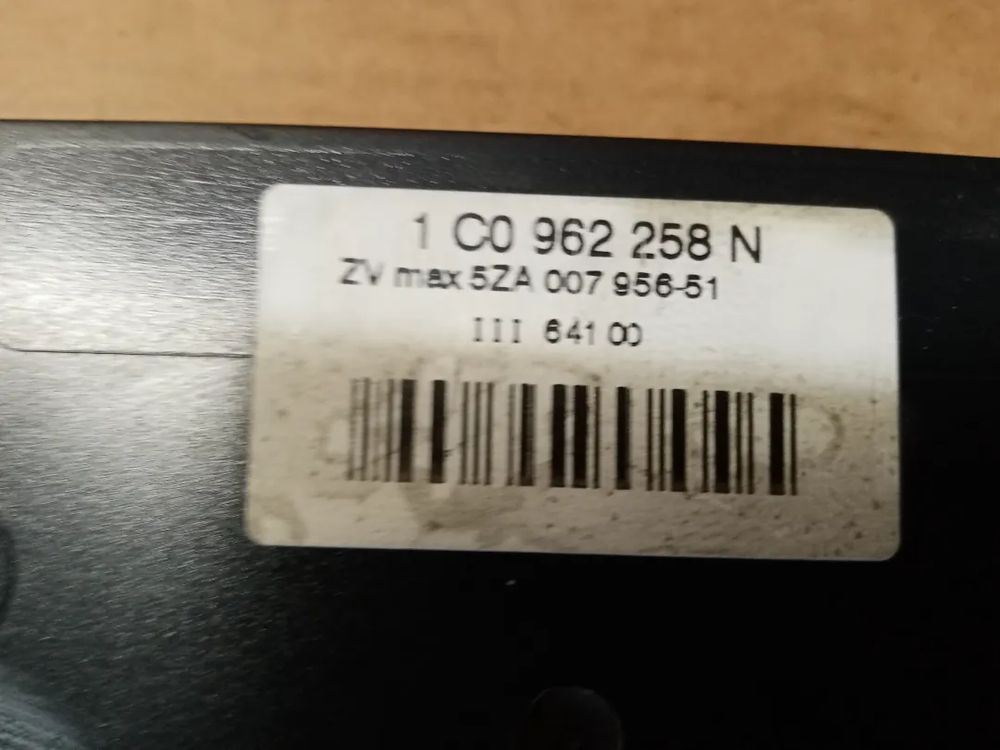 1 C0 962 258 N
ZV max 5ZA 007 956-51
III 641 00